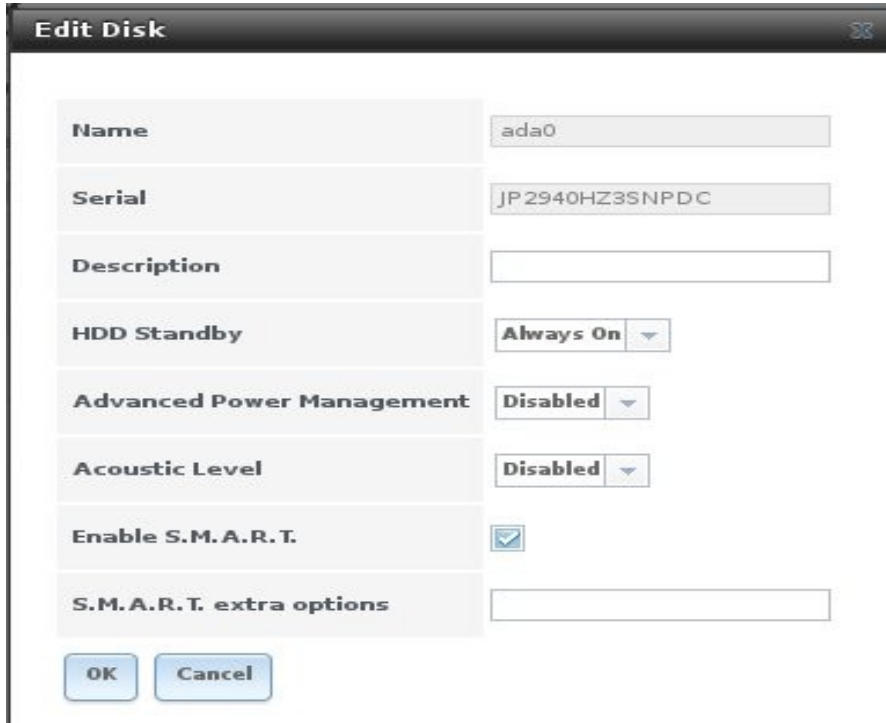 Edit Disk
Name
ada0
Serial
JP2940HZ3SNPDC
Description
HDD Standby
Always On
Advanced Power Management
Disabled
Acoustic Level
Disabled
Enable S.M.A.R.T.
S.M.A.R.T. extra options
OK
Cancel